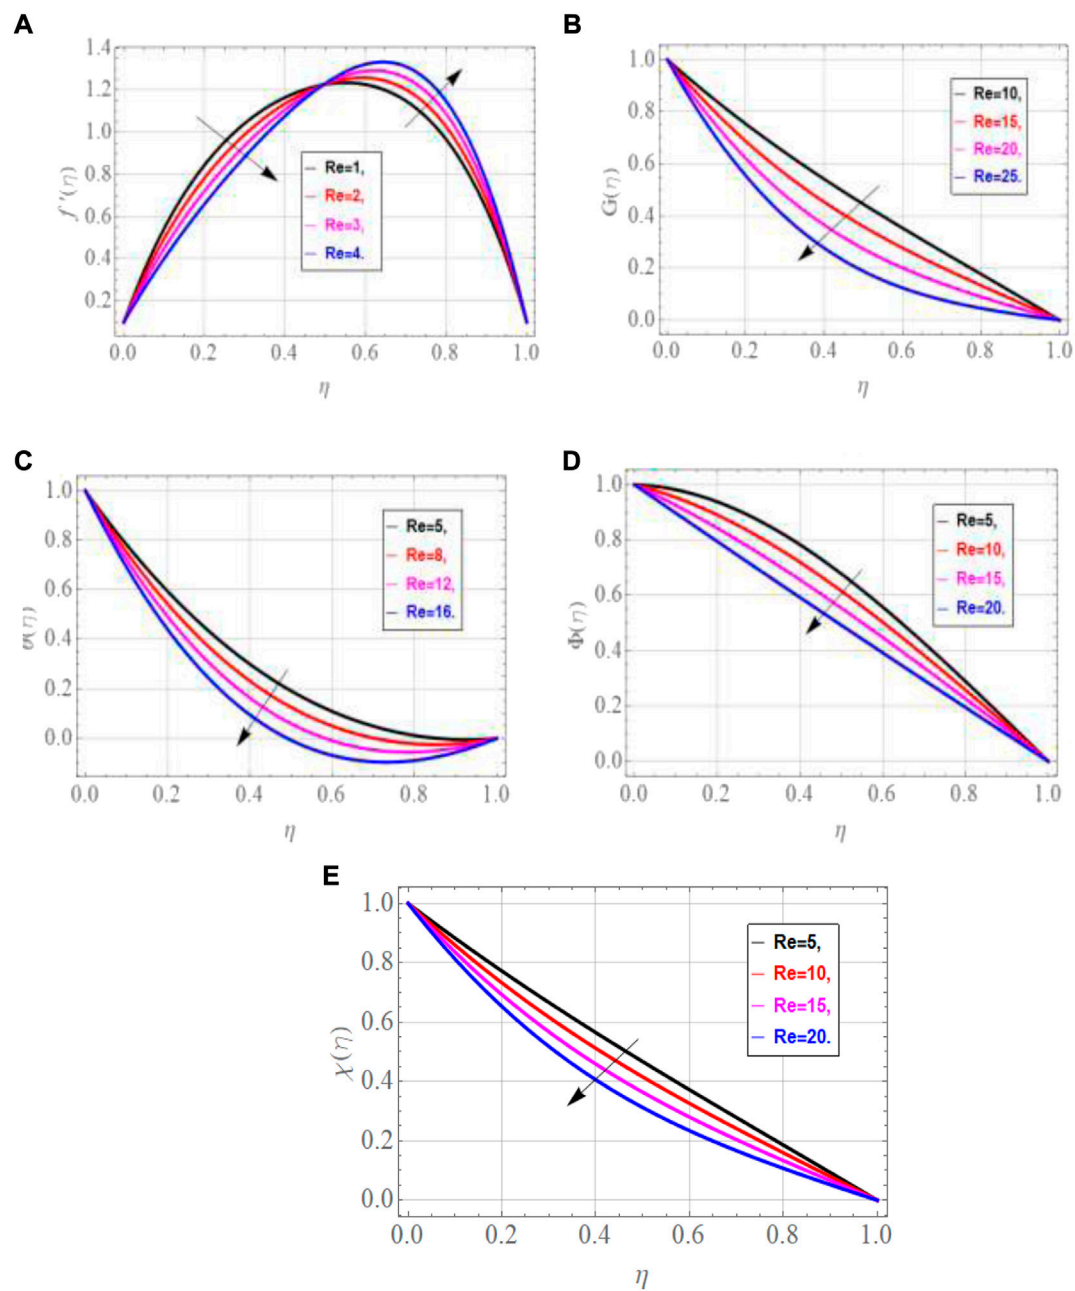 A
1.4
1.2
1.0
0.8
0.6
0.4
0.2
f′(η)
Re=1,
Re=2,
Re=3,
Re=4.
0.0 0.2 0.4 0.6 0.8 1.0
η
B
1.0
0.8
0.6
0.4
0.2
0.0
G(η)
Re=10,
Re=15,
Re=20,
Re=25.
0.0 0.2 0.4 0.6 0.8 1.0
η
C
1.0
0.8
0.6
0.4
0.2
0.0
Re=5,
Re=8,
Re=12,
Re=16.
0.0 0.2 0.4 0.6 0.8 1.0
η
D
1.0
0.8
0.6
0.4
0.2
0.0
Φ(η)
Re=5,
Re=10,
Re=15,
Re=20.
0.0 0.2 0.4 0.6 0.8 1.0
η
E
1.0
0.8
0.6
0.4
0.2
0.0
χ(η)
Re=5,
Re=10,
Re=15,
Re=20.
0.0 0.2 0.4 0.6 0.8 1.0
η